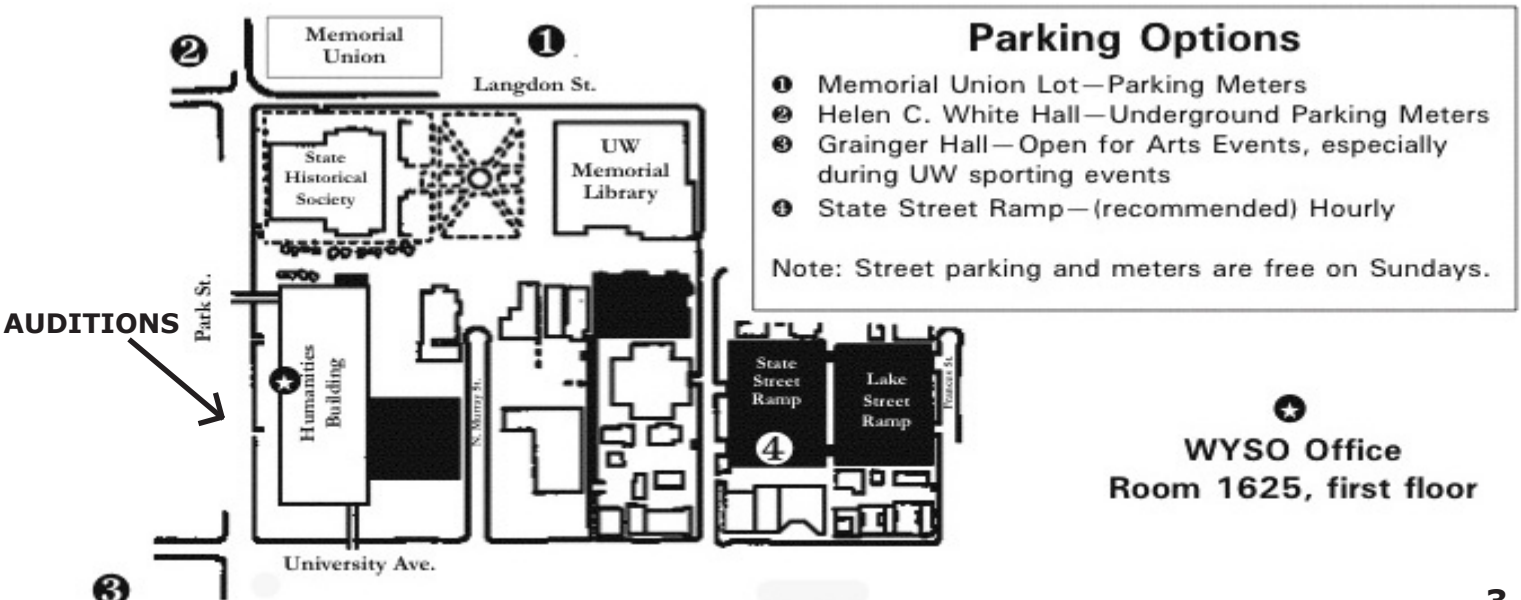 ❷
Memorial
Union
❶
Langdon St.
Parking Options
❶ Memorial Union Lot—Parking Meters
❷ Helen C. White Hall—Underground Parking Meters
❸ Grainger Hall—Open for Arts Events, especially
during UW sporting events
❹ State Street Ramp—(recommended) Hourly
Note: Street parking and meters are free on Sundays.
State
Historical
Society
UW
Memorial
Library
Park St.
AUDITIONS
Humanities
Building
N. Murray St.
State
Street
Ramp
④
Lake
Street
Ramp
Frances St.
WYSO Office
Room 1625, first floor
University Ave.
❸
3